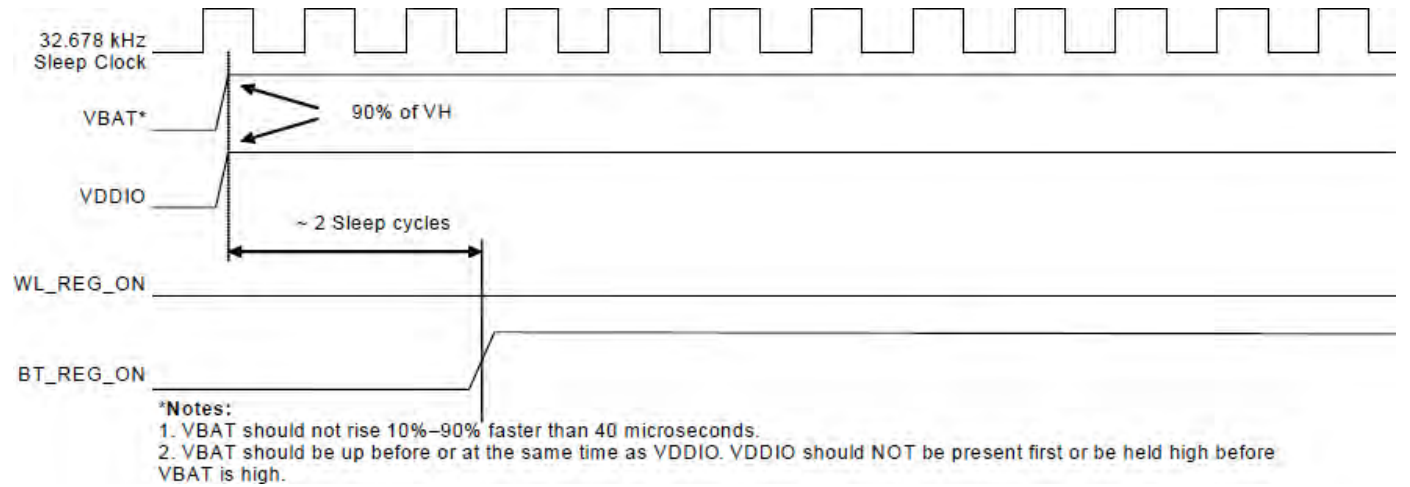 32.678 kHz
Sleep Clock
VBAT*
90% of VH
VDDIO
~ 2 Sleep cycles
WL_REG_ON
BT_REG_ON
*Notes:
1. VBAT should not rise 10%–90% faster than 40 microseconds.
2. VBAT should be up before or at the same time as VDDIO. VDDIO should NOT be present first or be held high before
VBAT is high.